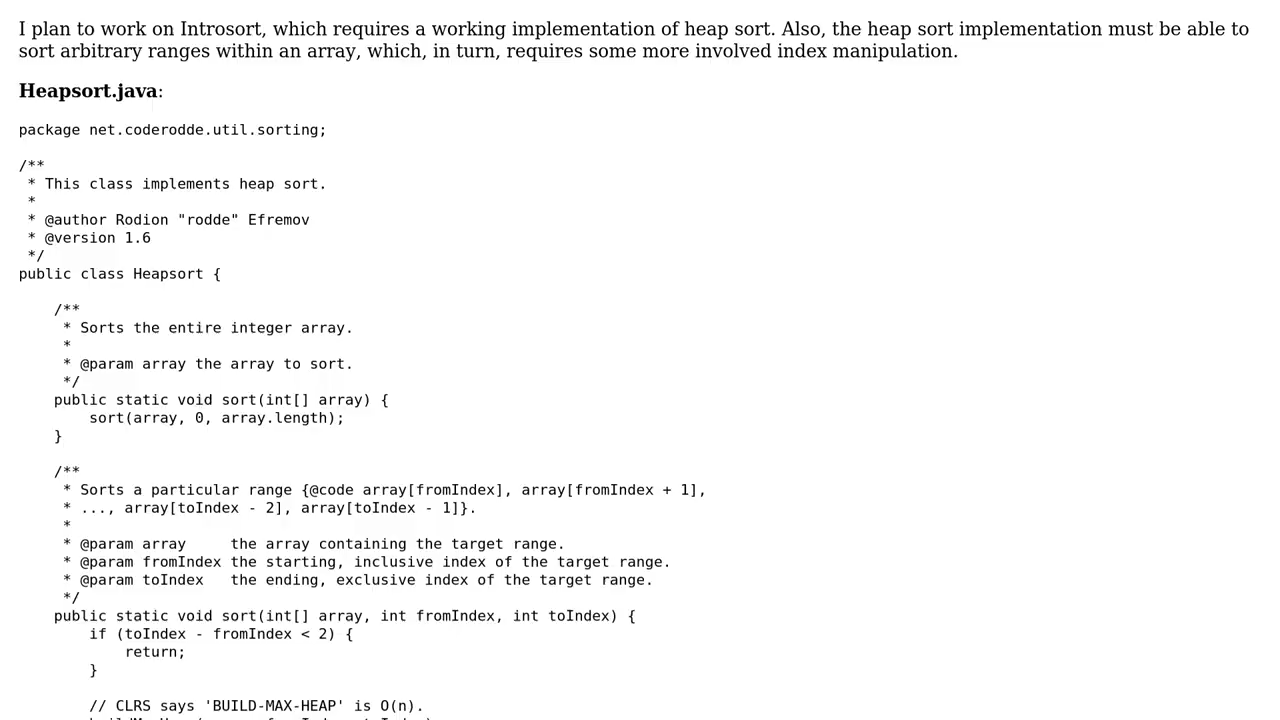 I plan to work on Introsort, which requires a working implementation of heap sort. Also, the heap sort implementation must be able to
sort arbitrary ranges within an array, which, in turn, requires some more involved index manipulation.
Heapsort.java:
package net.coderodde.util.sorting;
/**
 * This class implements heap sort.
 *
 * @author Rodion "rodde" Efremov
 * @version 1.6
 */
public class Heapsort {
    /**
     * Sorts the entire integer array.
     *
     * @param array the array to sort.
     */
    public static void sort(int[] array) {
        sort(array, 0, array.length);
    }
    /**
     * Sorts a particular range {@code array[fromIndex], array[fromIndex + 1],
     * ..., array[toIndex - 2], array[toIndex - 1]}.
     *
     * @param array     the array containing the target range.
     * @param fromIndex the starting, inclusive index of the target range.
     * @param toIndex   the ending, exclusive index of the target range.
     */
    public static void sort(int[] array, int fromIndex, int toIndex) {
        if (toIndex - fromIndex < 2) {
            return;
        }
        // CLRS says 'BUILD-MAX-HEAP' is O(n).